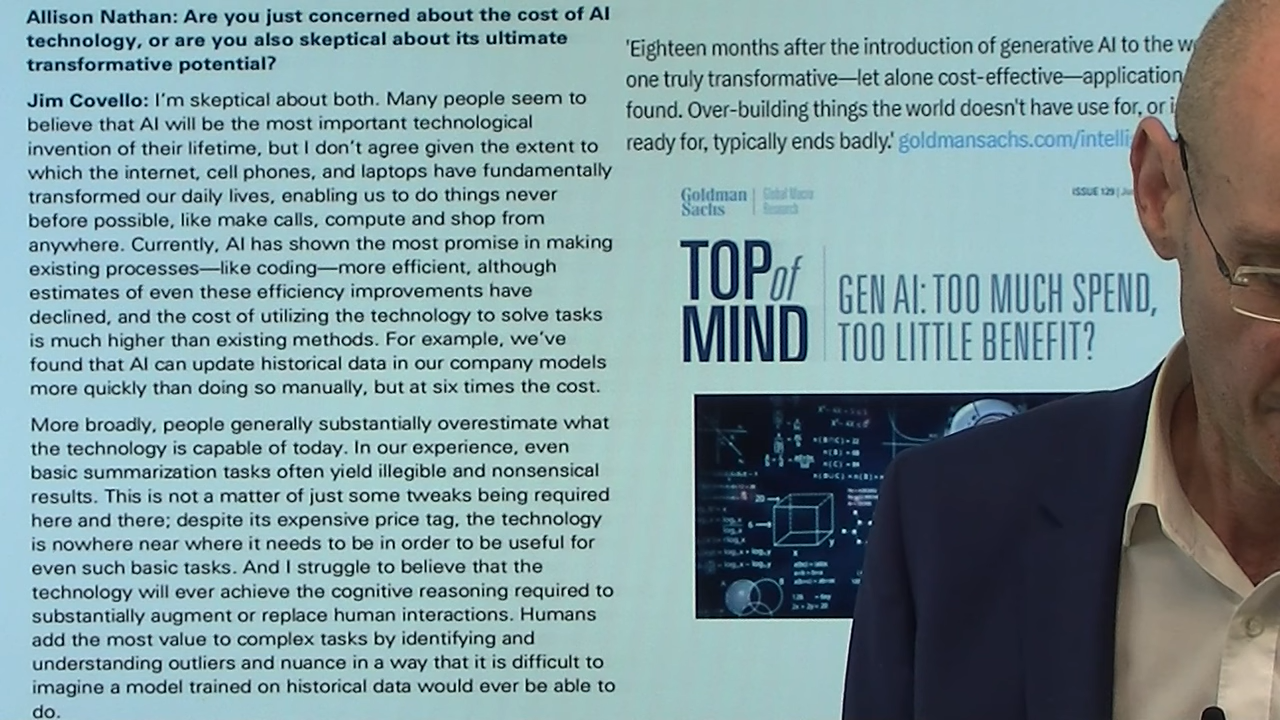 Allison Nathan: Are you just concerned about the cost of AI
technology, or are you also skeptical about its ultimate
transformative potential?
Jim Covello: I'm skeptical about both. Many people seem to
believe that AI will be the most important technological
invention of their lifetime, but I don't agree given the extent to
which the internet, cell phones, and laptops have fundamentally
transformed our daily lives, enabling us to do things never
before possible, like make calls, compute and shop from
anywhere. Currently, AI has shown the most promise in making
existing processes—like coding—more efficient, although
estimates of even these efficiency improvements have
declined, and the cost of utilizing the technology to solve tasks
is much higher than existing methods. For example, we've
found that AI can update historical data in our company models
more quickly than doing so manually, but at six times the cost.
More broadly, people generally substantially overestimate what
the technology is capable of today. In our experience, even
basic summarization tasks often yield illegible and nonsensical
results. This is not a matter of just some tweaks being required
here and there; despite its expensive price tag, the technology
is nowhere near where it needs to be in order to be useful for
even such basic tasks. And I struggle to believe that the
technology will ever achieve the cognitive reasoning required to
substantially augment or replace human interactions. Humans
add the most value to complex tasks by identifying and
understanding outliers and nuance in a way that it is difficult to
imagine a model trained on historical data would ever be able to
do.
'Eighteen months after the introduction of generative AI to the
one truly transformative—let alone cost-effective—application
found. Over-building things the world doesn't have use for, or
ready for, typically ends badly.' goldmansachs.com/intelli
Goldman
Sachs
Global Macro
Research
ISSUE 129
TOP of
MIND
GEN AI: TOO MUCH SPEND,
TOO LITTLE BENEFIT?